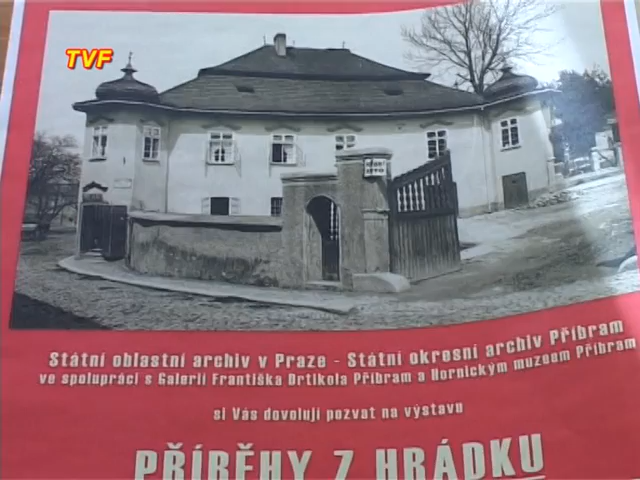 TVF
Státní oblastní archiv v Praze - Státní okresní archiv Příbram
ve spolupráci s Galerií Františka Drtikola Příbram a Hornickým muzeem Příbram
si Vás dovolují pozvat na výstavu
PŘÍBĚHY Z HRÁDKU